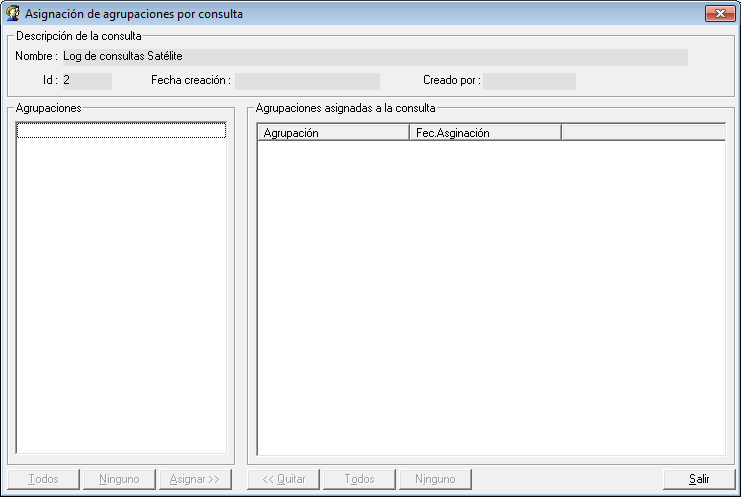 Asignación de agrupaciones por consulta
Descripción de la consulta
Nombre : Log de consultas Satélite
Id : 2 Fecha creación : Creado por :
Agrupaciones Agrupaciones asignadas a la consulta
Agrupación Fec.Asginación
Todos Ninguno Asignar >> << Quitar Todos Ninguno Salir